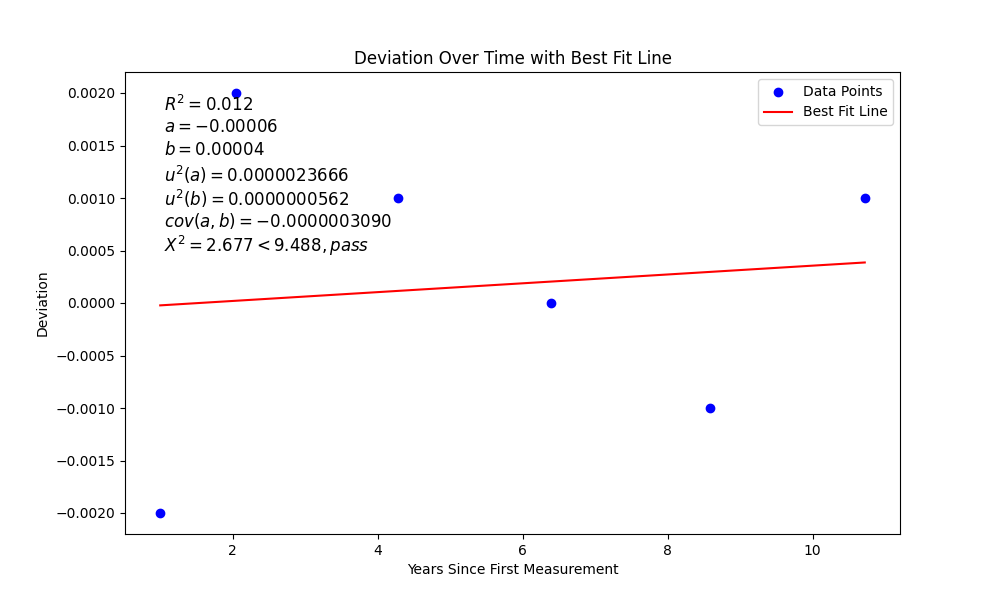 Deviation Over Time with Best Fit Line
R² = 0.012
a = −0.00006
b = 0.00004
u²(a) = 0.0000023666
u²(b) = 0.0000000562
cov(a, b) = −0.0000003090
X² = 2.677 < 9.488, pass
Data Points
Best Fit Line
0.0020
0.0015
0.0010
0.0005
0.0000
−0.0005
−0.0010
−0.0015
−0.0020
Deviation
2 4 6 8 10
Years Since First Measurement